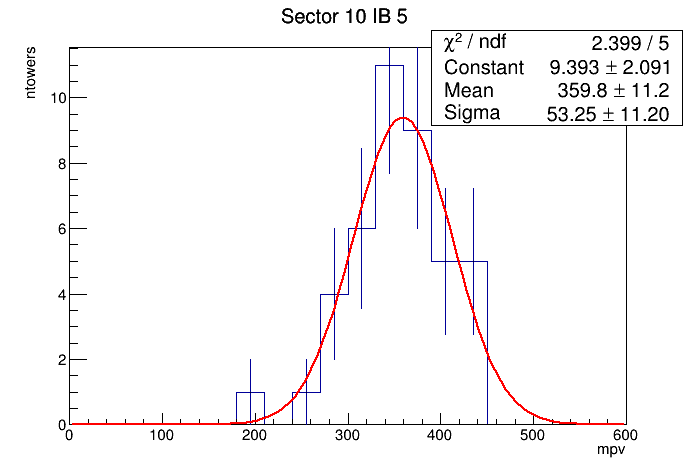 Sector 10 IB 5
χ² / ndf 2.399 / 5
Constant 9.393 ± 2.091
Mean 359.8 ± 11.2
Sigma 53.25 ± 11.20
ntowers
10
8
6
4
2
0
0 100 200 300 400 500 600
mpv